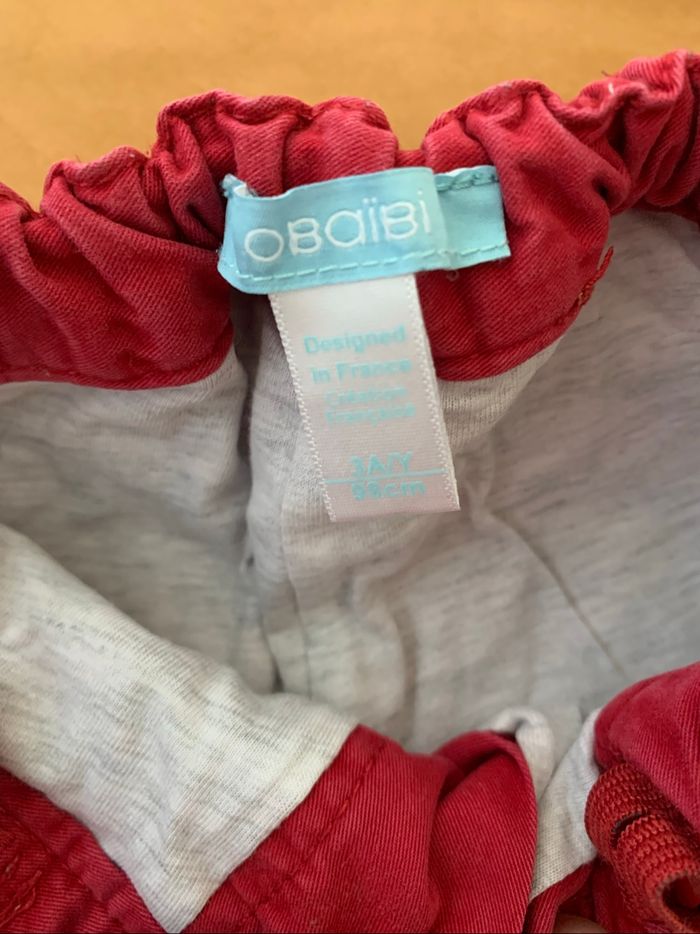 OBaïBi
Designed
in France
Création
Française
3A/Y
98cm